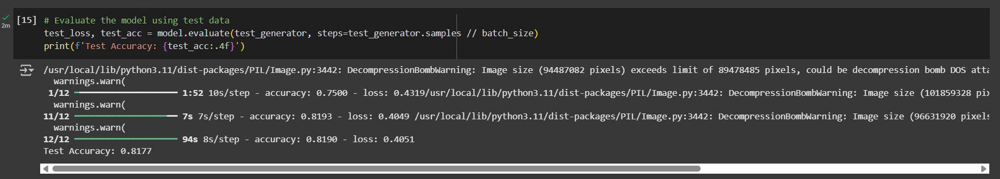 2m
[15] # Evaluate the model using test data
test_loss, test_acc = model.evaluate(test_generator, steps=test_generator.samples // batch_size)
print(f'Test Accuracy: {test_acc:.4f}')
/usr/local/lib/python3.11/dist-packages/PIL/Image.py:3442: DecompressionBombWarning: Image size (94487082 pixels) exceeds limit of 89478485 pixels, could be decompression bomb DOS atta
warnings.warn(
1/12 1:52 10s/step - accuracy: 0.7500 - loss: 0.4319/usr/local/lib/python3.11/dist-packages/PIL/Image.py:3442: DecompressionBombWarning: Image size (101859328 pix
warnings.warn(
11/12 7s 7s/step - accuracy: 0.8193 - loss: 0.4049 /usr/local/lib/python3.11/dist-packages/PIL/Image.py:3442: DecompressionBombWarning: Image size (96631920 pixels
warnings.warn(
12/12 94s 8s/step - accuracy: 0.8190 - loss: 0.4051
Test Accuracy: 0.8177